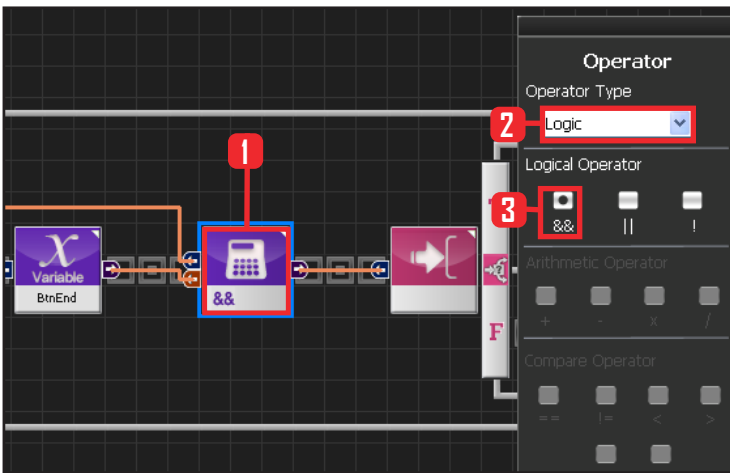 Operator
Operator Type
2
Logic
1
Logical Operator
3
&& || !
X
Variable
BtnEnd
&&
?
F
Arithmetic Operator
+ - x /
Compare Operator
== != < >